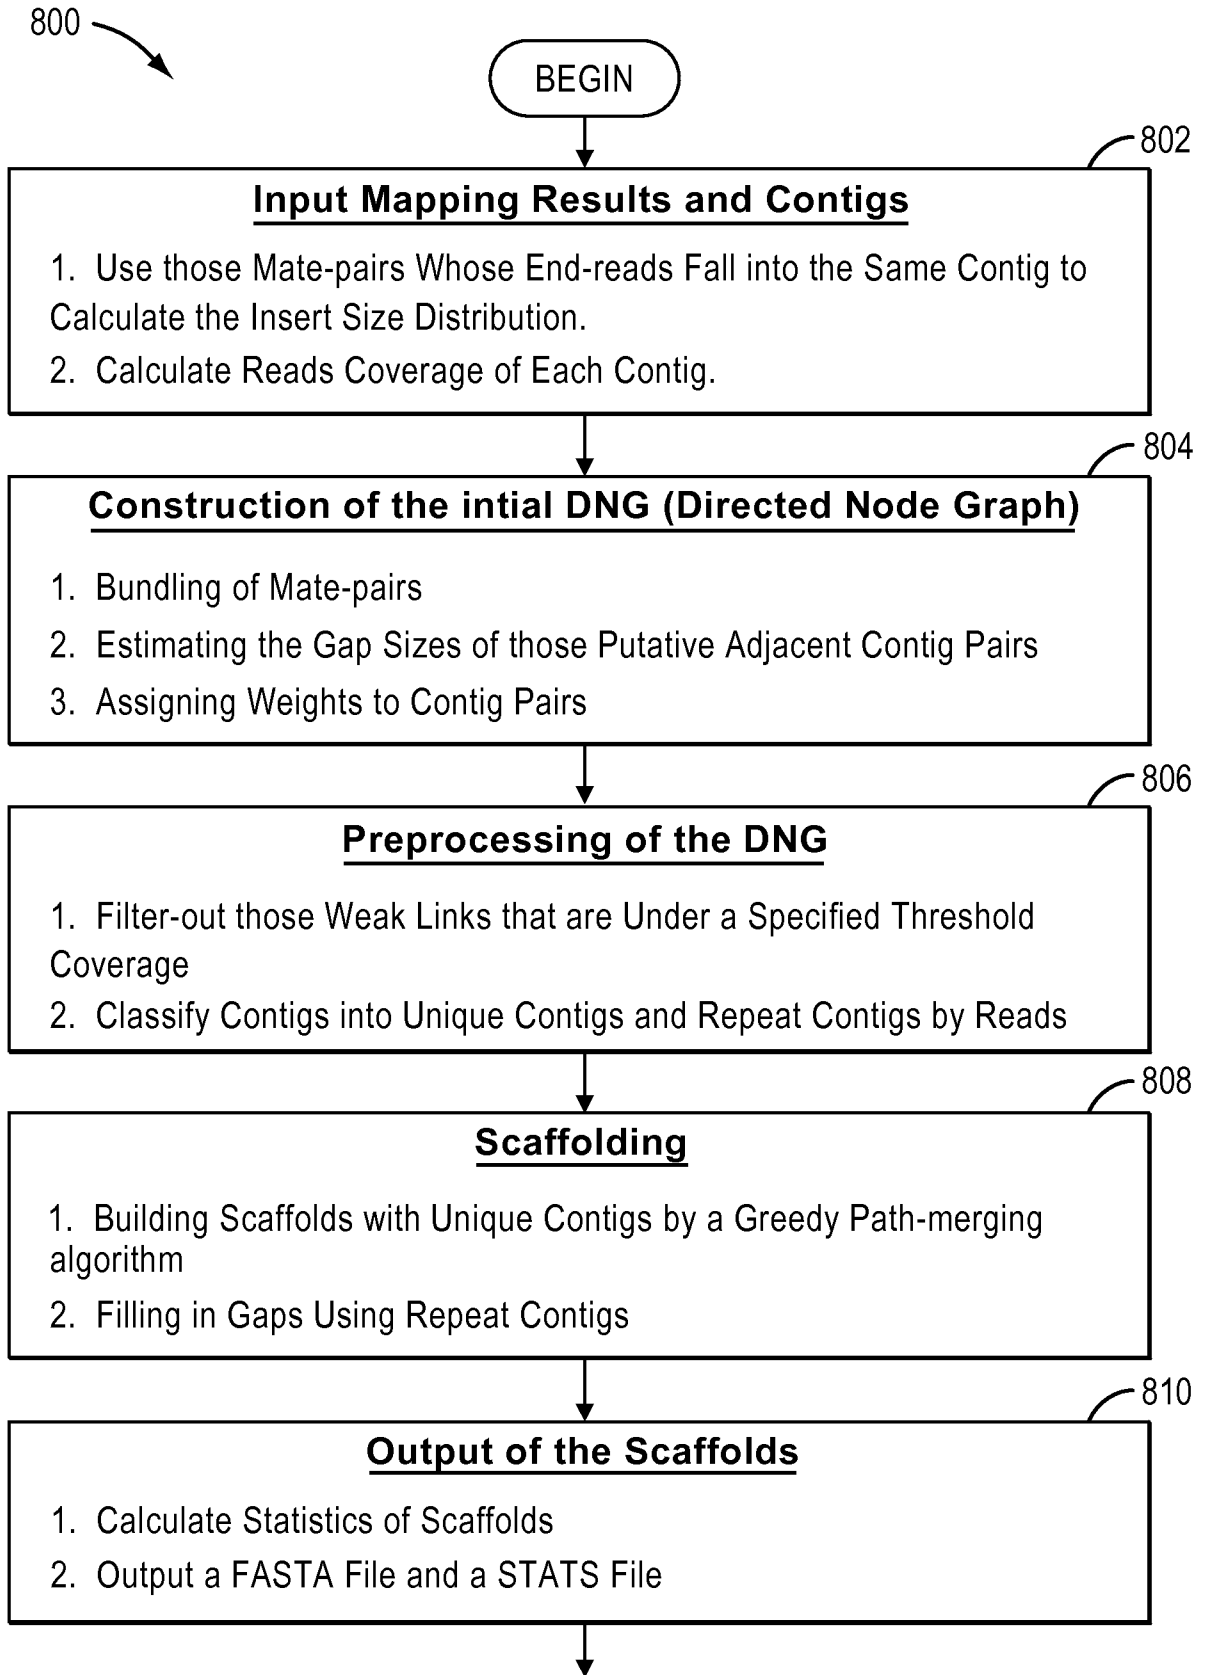 800
BEGIN
802
Input Mapping Results and Contigs
1. Use those Mate-pairs Whose End-reads Fall into the Same Contig to
Calculate the Insert Size Distribution.
2. Calculate Reads Coverage of Each Contig.
804
Construction of the intial DNG (Directed Node Graph)
1. Bundling of Mate-pairs
2. Estimating the Gap Sizes of those Putative Adjacent Contig Pairs
3. Assigning Weights to Contig Pairs
806
Preprocessing of the DNG
1. Filter-out those Weak Links that are Under a Specified Threshold
Coverage
2. Classify Contigs into Unique Contigs and Repeat Contigs by Reads
808
Scaffolding
1. Building Scaffolds with Unique Contigs by a Greedy Path-merging
algorithm
2. Filling in Gaps Using Repeat Contigs
810
Output of the Scaffolds
1. Calculate Statistics of Scaffolds
2. Output a FASTA File and a STATS File